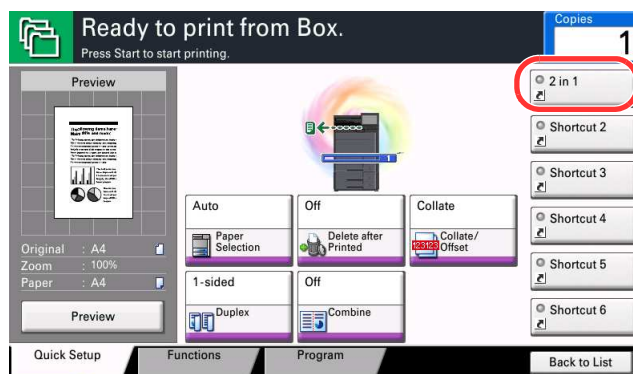 Ready to print from Box.
Press Start to start printing.
Copies
1
Preview
Original : A4
Zoom : 100%
Paper : A4
Preview
1
Auto
Paper
Selection
Off
Delete after
Printed
Collate
123123
Collate/
Offset
1-sided
Duplex
Off
Combine
2 in 1
Shortcut 2
Shortcut 3
Shortcut 4
Shortcut 5
Shortcut 6
Quick Setup
Functions
Program
Back to List